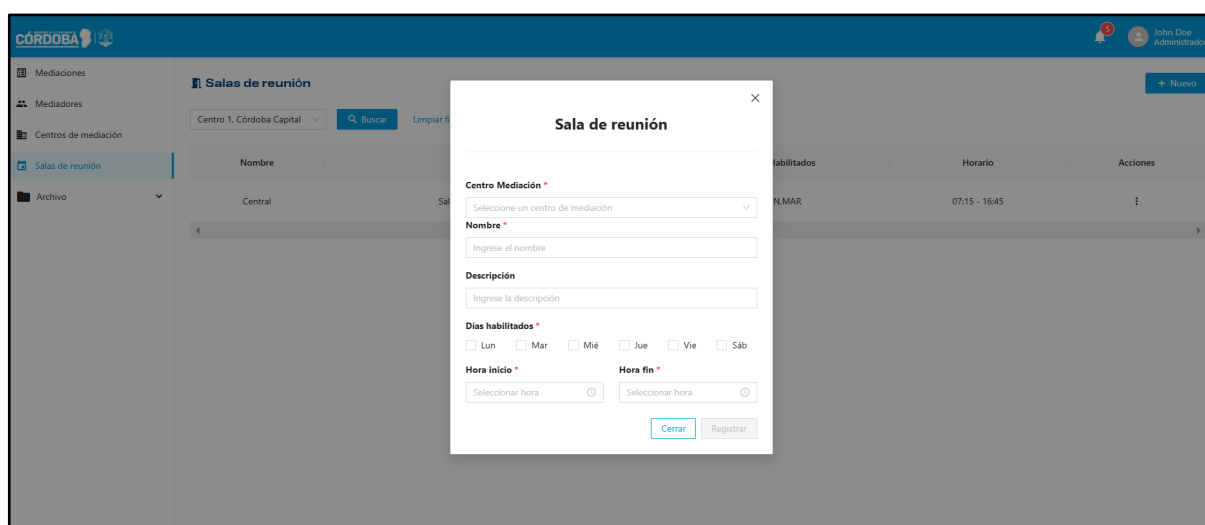 CÓRDOBA
5
John Doe
Administrador
Mediaciones
Mediadores
Centros de mediación
Salas de reunión
Archivo
Salas de reunión
+ Nuevo
Centro 1, Córdoba Capital
Buscar
Limpiar fi
Nombre
Habilitados
Horario
Acciones
Central
Sal
N,MAR
07:15 - 16:45
Sala de reunión
Centro Mediación *
Seleccione un centro de mediación
Nombre *
Ingrese el nombre
Descripción
Ingrese la descripción
Días habilitados *
Lun Mar Mié Jue Vie Sáb
Hora inicio * Hora fin *
Seleccionar hora Seleccionar hora
Cerrar Registrar